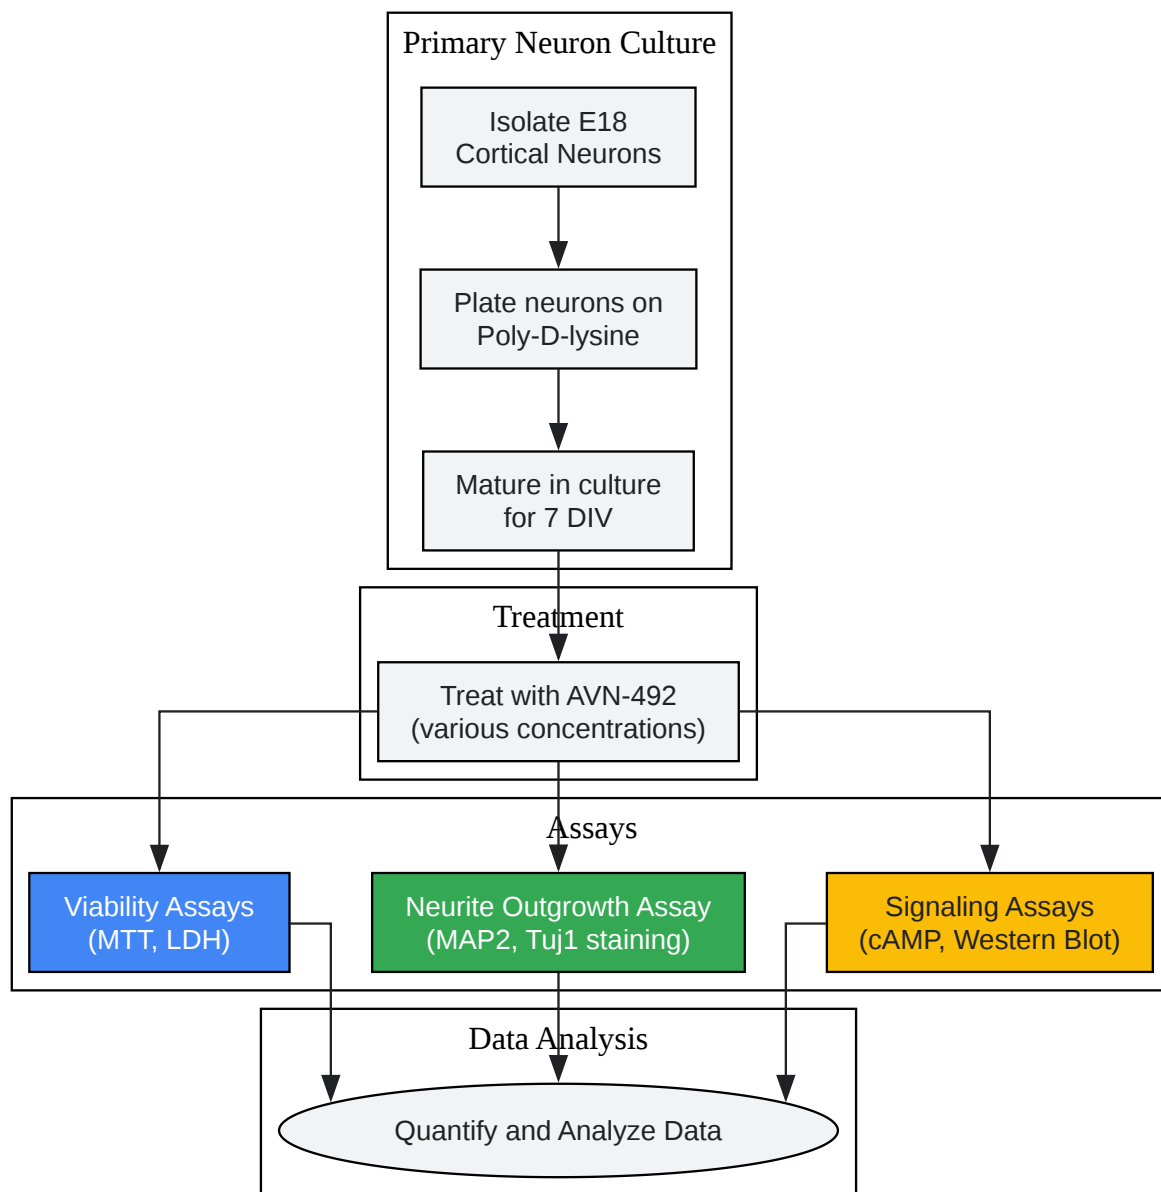 Primary Neuron Culture
Isolate E18
Cortical Neurons
Plate neurons on
Poly-D-lysine
Mature in culture
for 7 DIV
Treatment
Treat with AVN-492
(various concentrations)
Assays
Viability Assays
(MTT, LDH)
Neurite Outgrowth Assay
(MAP2, Tuj1 staining)
Signaling Assays
(cAMP, Western Blot)
Data Analysis
Quantify and Analyze Data